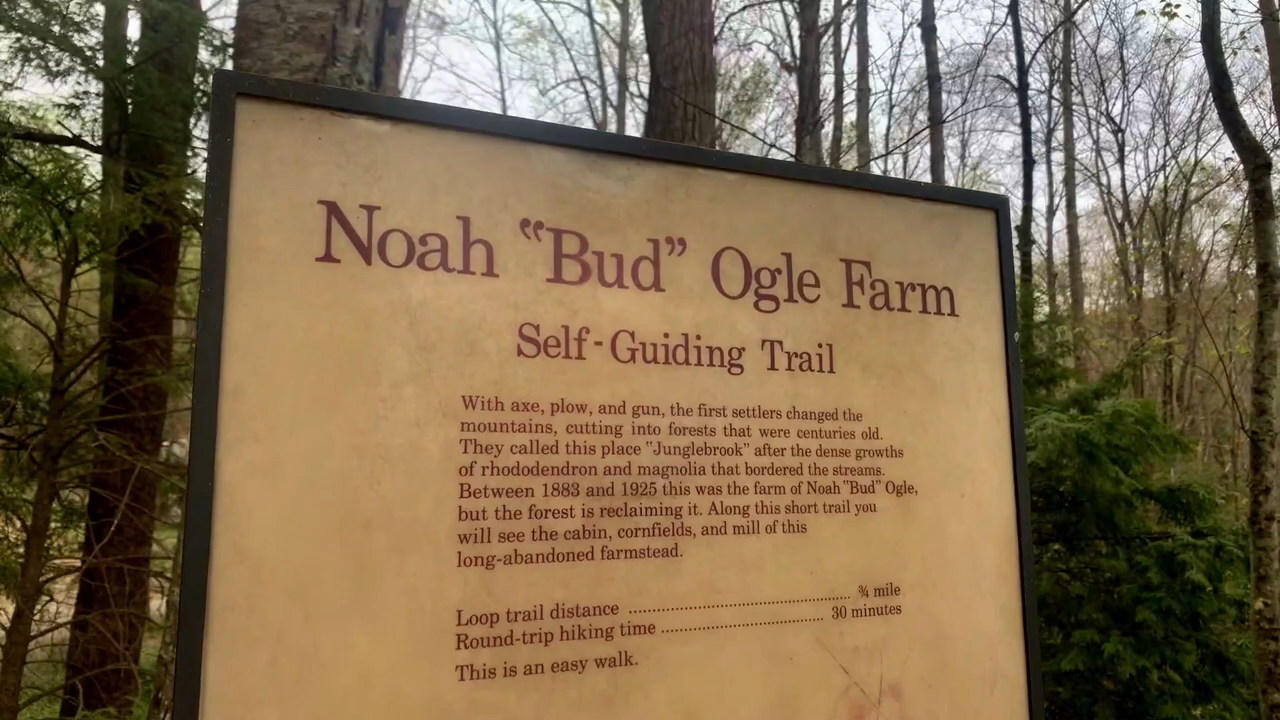 Noah "Bud" Ogle Farm
Self-Guiding Trail
With axe, plow, and gun, the first settlers changed the
mountains, cutting into forests that were centuries old.
They called this place "Junglebrook" after the dense growths
of rhododendron and magnolia that bordered the streams.
Between 1883 and 1925 this was the farm of Noah "Bud" Ogle,
but the forest is reclaiming it. Along this short trail you
will see the cabin, cornfields, and mill of this
long-abandoned farmstead.
Loop trail distance ........................................ ¾ mile
Round-trip hiking time ............................. 30 minutes
This is an easy walk.